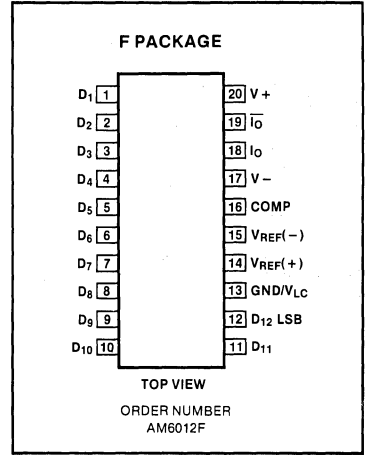 F PACKAGE
D1 1 20 V+
D2 2 19 I̅O̅
D3 3 18 IO
D4 4 17 V−
D5 5 16 COMP
D6 6 15 VREF(−)
D7 7 14 VREF(+)
D8 8 13 GND/VLC
D9 9 12 D12 LSB
D10 10 11 D11
TOP VIEW
ORDER NUMBER
AM6012F